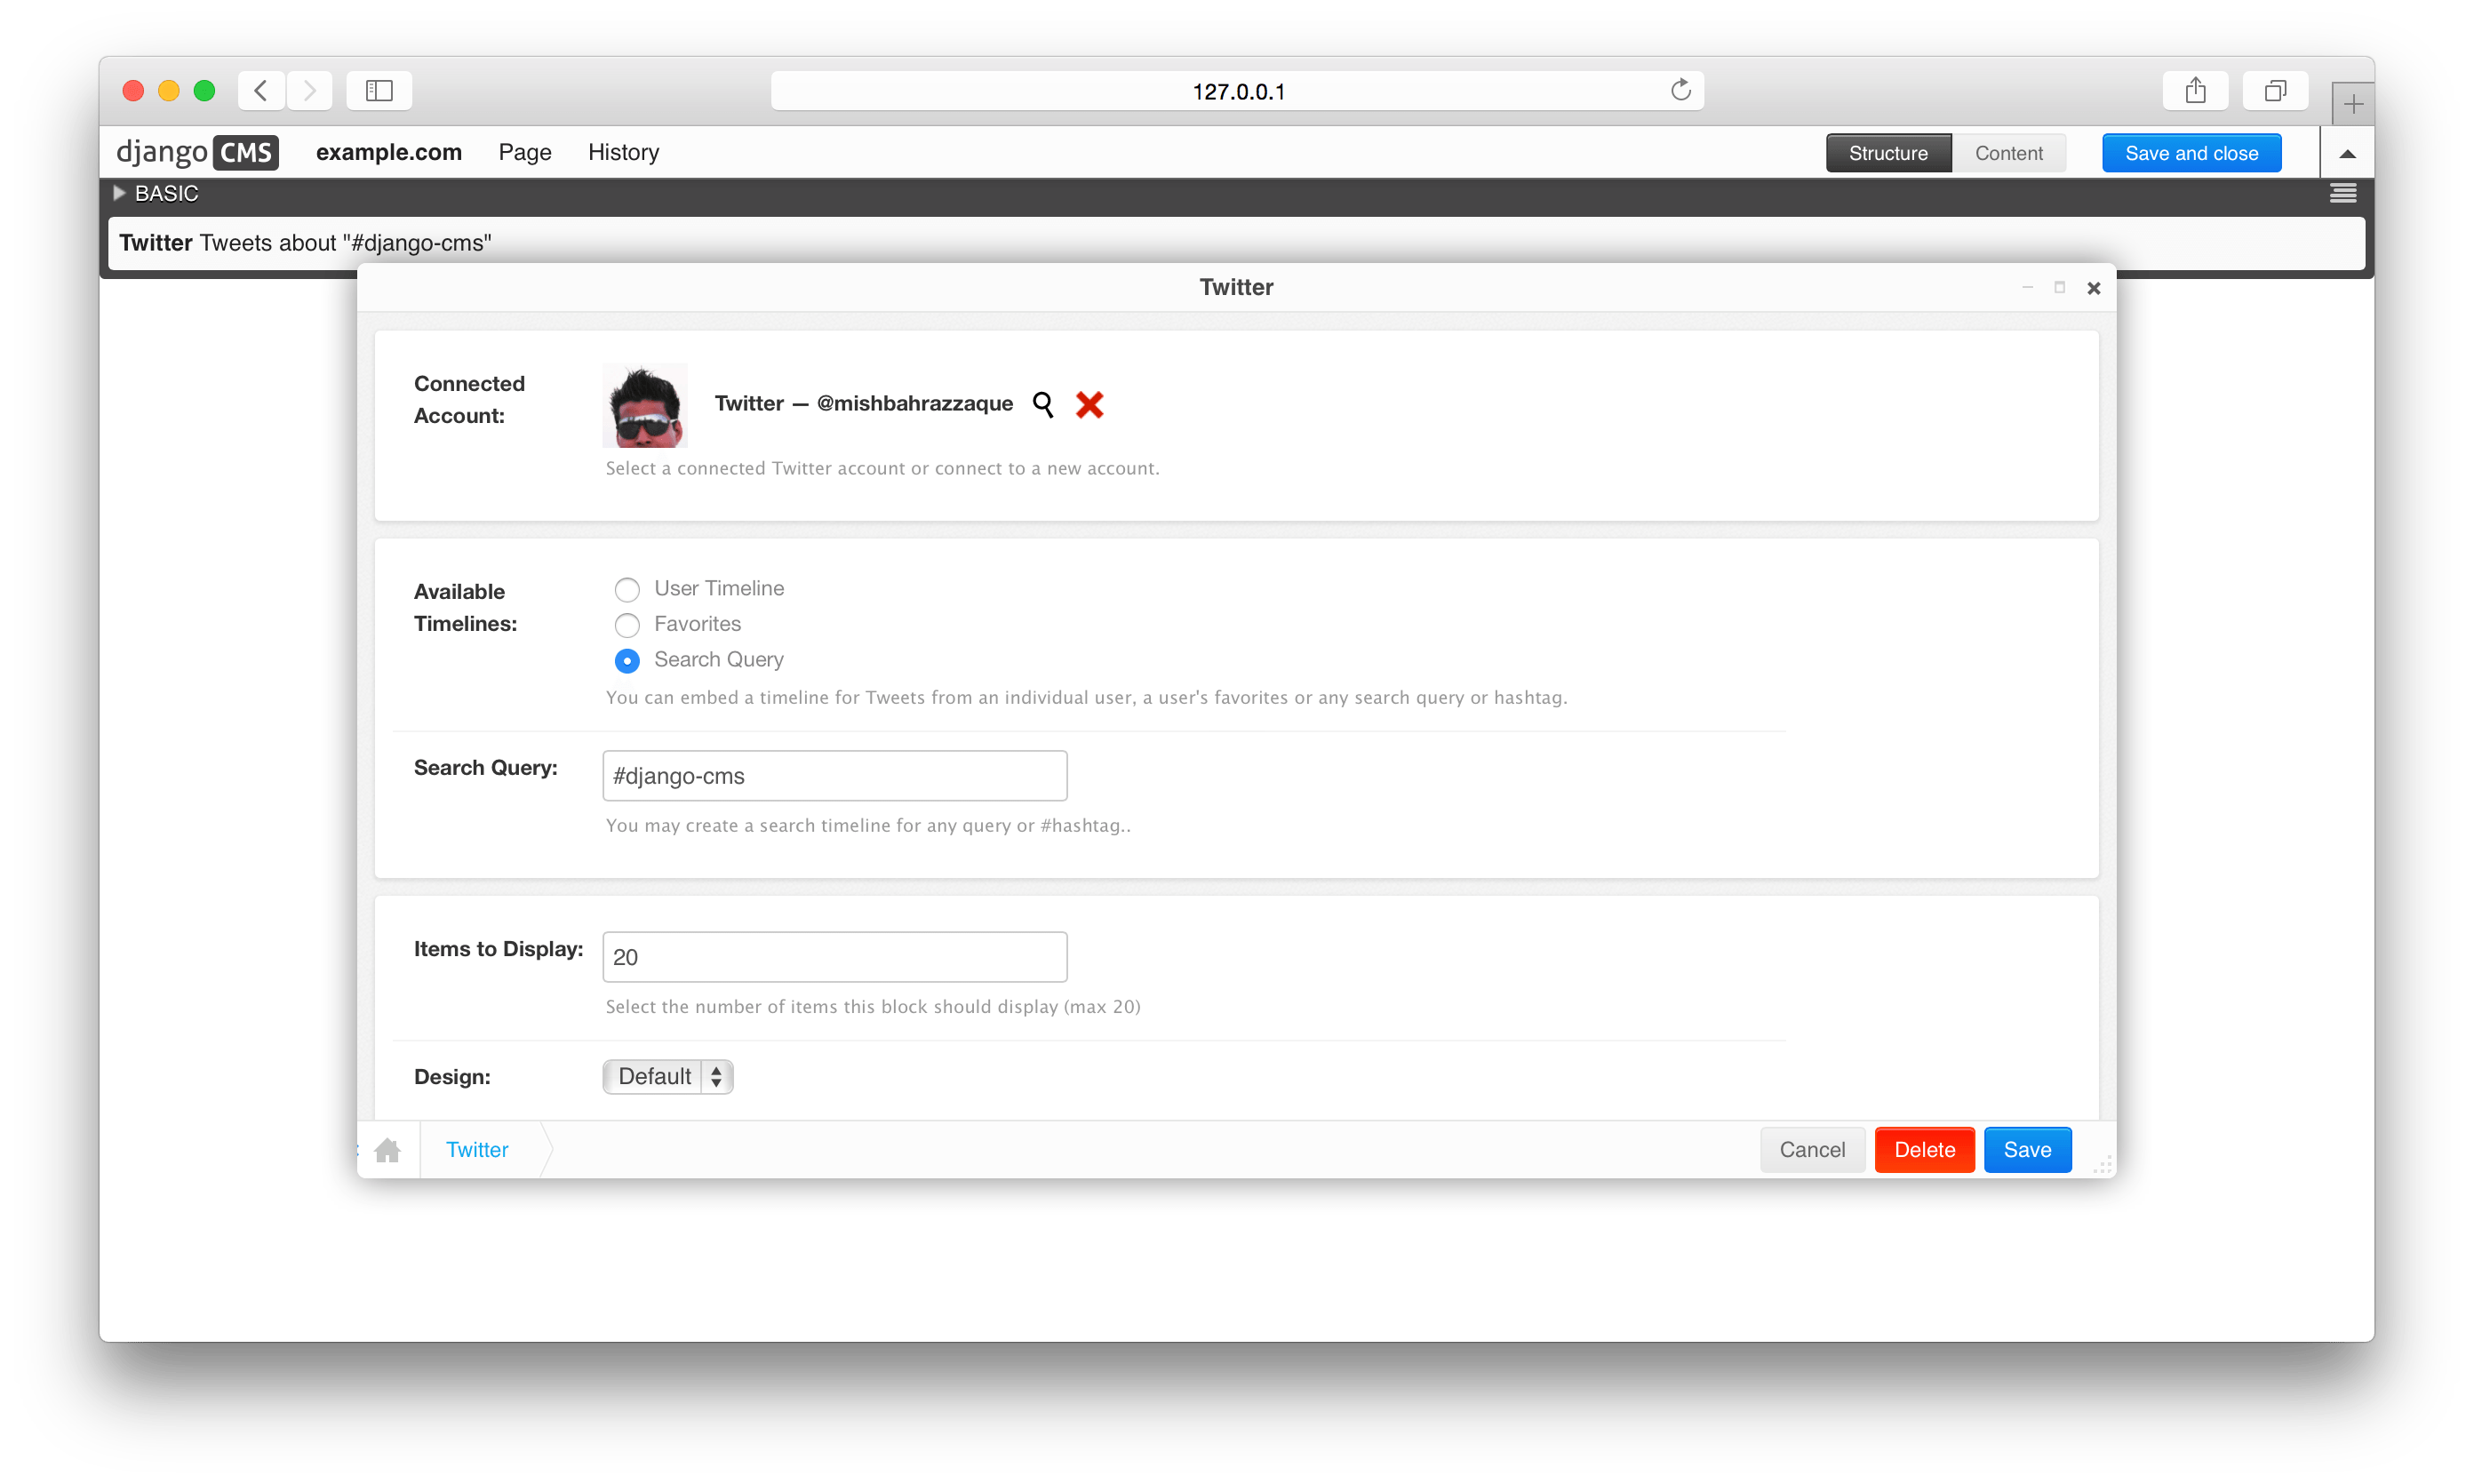 127.0.0.1
django CMS example.com Page History Structure Content Save and close
BASIC
Twitter Tweets about "#django-cms"
Twitter
Connected
Account:
Twitter — @mishbahrazzaque
Select a connected Twitter account or connect to a new account.
Available
Timelines:
User Timeline
Favorites
Search Query
You can embed a timeline for Tweets from an individual user, a user's favorites or any search query or hashtag.
Search Query:
#django-cms
You may create a search timeline for any query or #hashtag..
Items to Display:
20
Select the number of items this block should display (max 20)
Design:
Default
Twitter
Cancel Delete Save